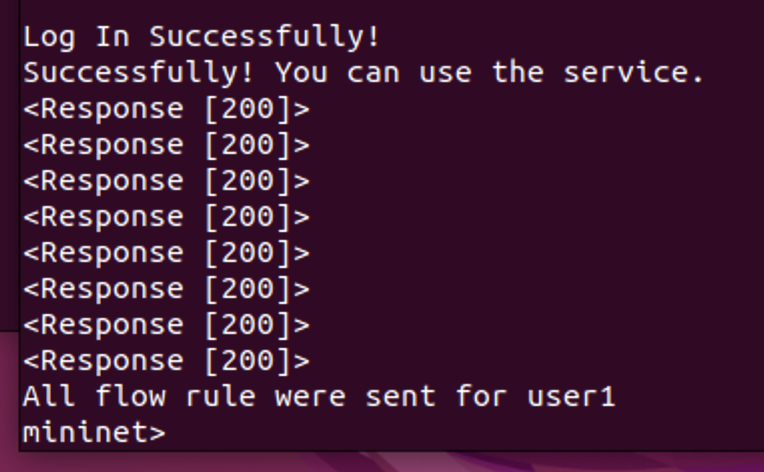 Log In Successfully!
Successfully! You can use the service.
<Response [200]>
<Response [200]>
<Response [200]>
<Response [200]>
<Response [200]>
<Response [200]>
<Response [200]>
<Response [200]>
All flow rule were sent for user1
mininet>